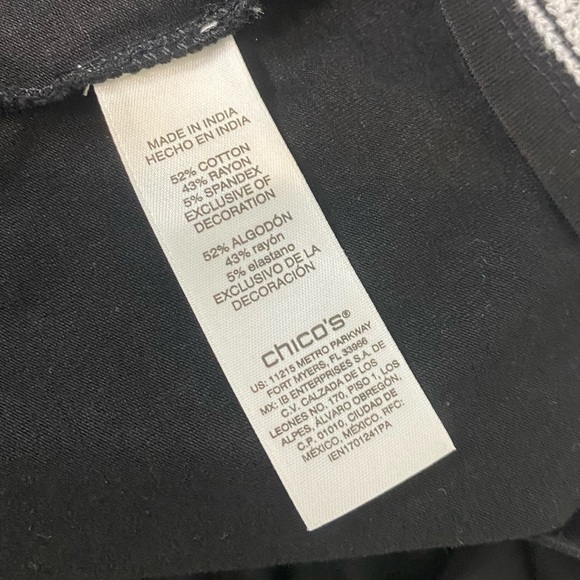 MADE IN INDIA
HECHO EN INDIA
52% COTTON
43% RAYON
5% SPANDEX
EXCLUSIVE OF
DECORATION
52% ALGODÓN
43% rayón
5% elastano
EXCLUSIVO DE LA
DECORACIÓN
chico's®
US: 11215 METRO PARKWAY
FORT MYERS, FL 33966
MX: IB ENTERPRISES S.A. DE
C.V. CALZADA DE LOS
LEONES NO. 170, PISO 1, LOS
ALPES, ÁLVARO OBREGÓN,
C.P. 01010, CIUDAD DE
MÉXICO, MÉXICO. RFC:
IEN1701241PA